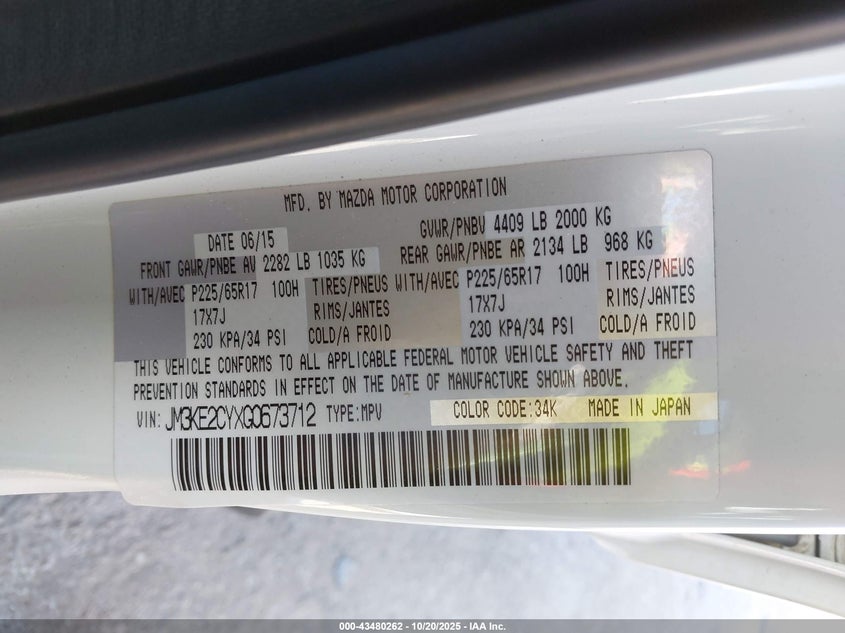 MFD. BY MAZDA MOTOR CORPORATION
DATE 06/15 GVWR/PNBV 4409 LB 2000 KG
FRONT GAWR/PNBE AV 2282 LB 1035 KG REAR GAWR/PNBE AR 2134 LB 968 KG
WITH/AVEC P225/65R17 100H TIRES/PNEUS WITH/AVEC P225/65R17 100H TIRES/PNEUS
17X7J RIMS/JANTES 17X7J RIMS/JANTES
230 KPA/34 PSI COLD/A FROID 230 KPA/34 PSI COLD/A FROID
THIS VEHICLE CONFORMS TO ALL APPLICABLE FEDERAL MOTOR VEHICLE SAFETY AND THEFT
PREVENTION STANDARDS IN EFFECT ON THE DATE OF MANUFACTURE SHOWN ABOVE.
VIN: JM3KE2CYXG0673712 TYPE:MPV COLOR CODE:34K MADE IN JAPAN
000-43480262 - 10/20/2025 - IAA Inc.